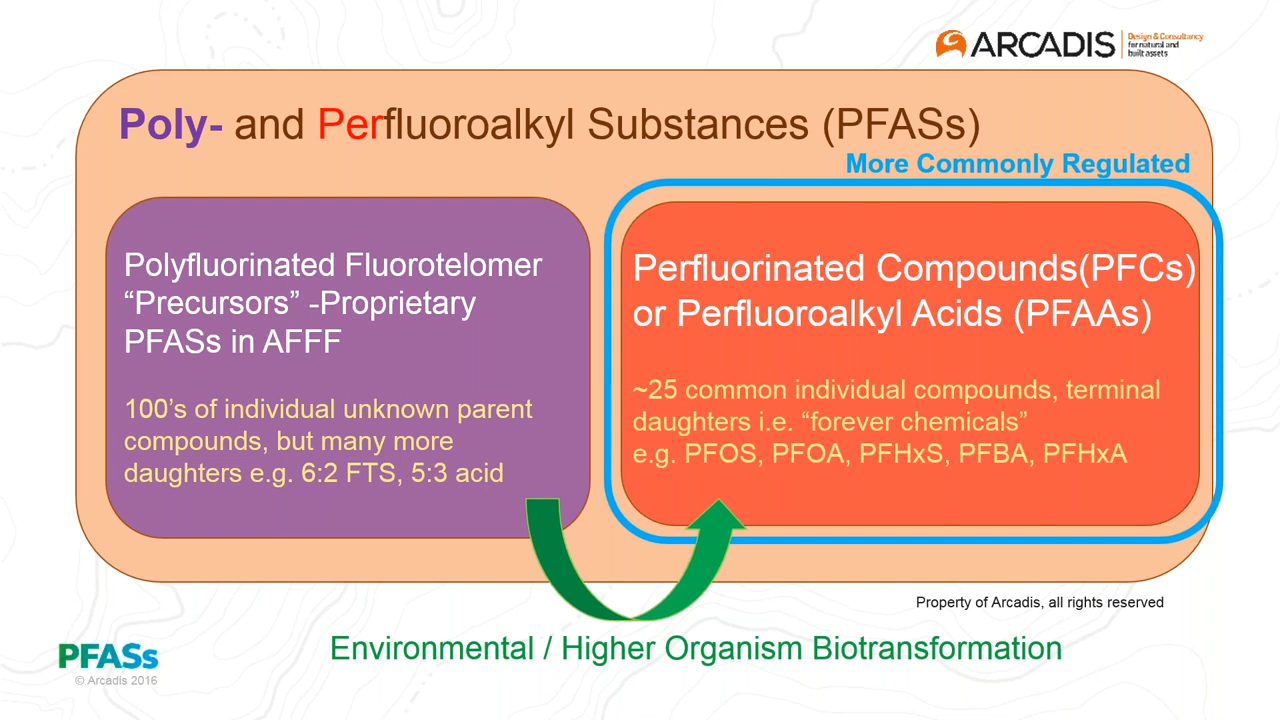 ARCADIS
Design & Consultancy
for natural and
built assets
Poly- and Perfluoroalkyl Substances (PFASs)
More Commonly Regulated
Polyfluorinated Fluorotelomer
“Precursors” -Proprietary
PFASs in AFFF
100’s of individual unknown parent
compounds, but many more
daughters e.g. 6:2 FTS, 5:3 acid
Perfluorinated Compounds(PFCs)
or Perfluoroalkyl Acids (PFAAs)
~25 common individual compounds, terminal
daughters i.e. “forever chemicals”
e.g. PFOS, PFOA, PFHxS, PFBA, PFHxA
Property of Arcadis, all rights reserved
Environmental / Higher Organism Biotransformation
PFASs
© Arcadis 2016